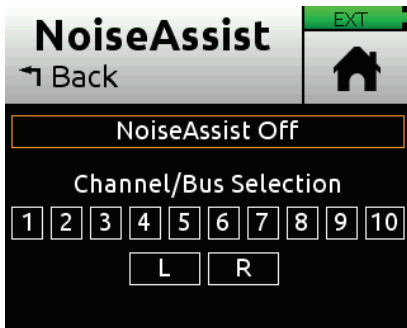 NoiseAssist
EXT
Back
NoiseAssist Off
Channel/Bus Selection
1 2 3 4 5 6 7 8 9 10
L R